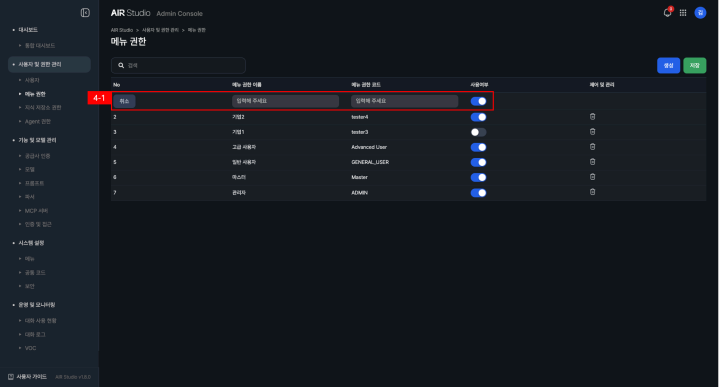 AIR Studio Admin Console
김
AIR Studio > 사용자 및 권한 관리 > 메뉴 권한
메뉴 권한
대시보드
통합 대시보드
사용자 및 권한 관리
사용자
메뉴 권한
지식 저장소 권한
Agent 권한
기능 및 모델 관리
공급사 인증
모델
프롬프트
부서
MCP 서버
인증 및 접근
시스템 설정
메뉴
공통 코드
보안
운영 및 모니터링
대화 사용 현황
대화 로그
VOC
사용자 가이드 AIR Studio v1.6.0
검색
생성 저장
No 메뉴 권한 이름 메뉴 권한 코드 사용여부 제어 및 관리
4-1 취소 입력해 주세요 입력해 주세요
2 기업2 tester4
3 기업1 tester3
4 고급 사용자 Advanced User
5 일반 사용자 GENERAL_USER
6 마스터 Master
7 관리자 ADMIN